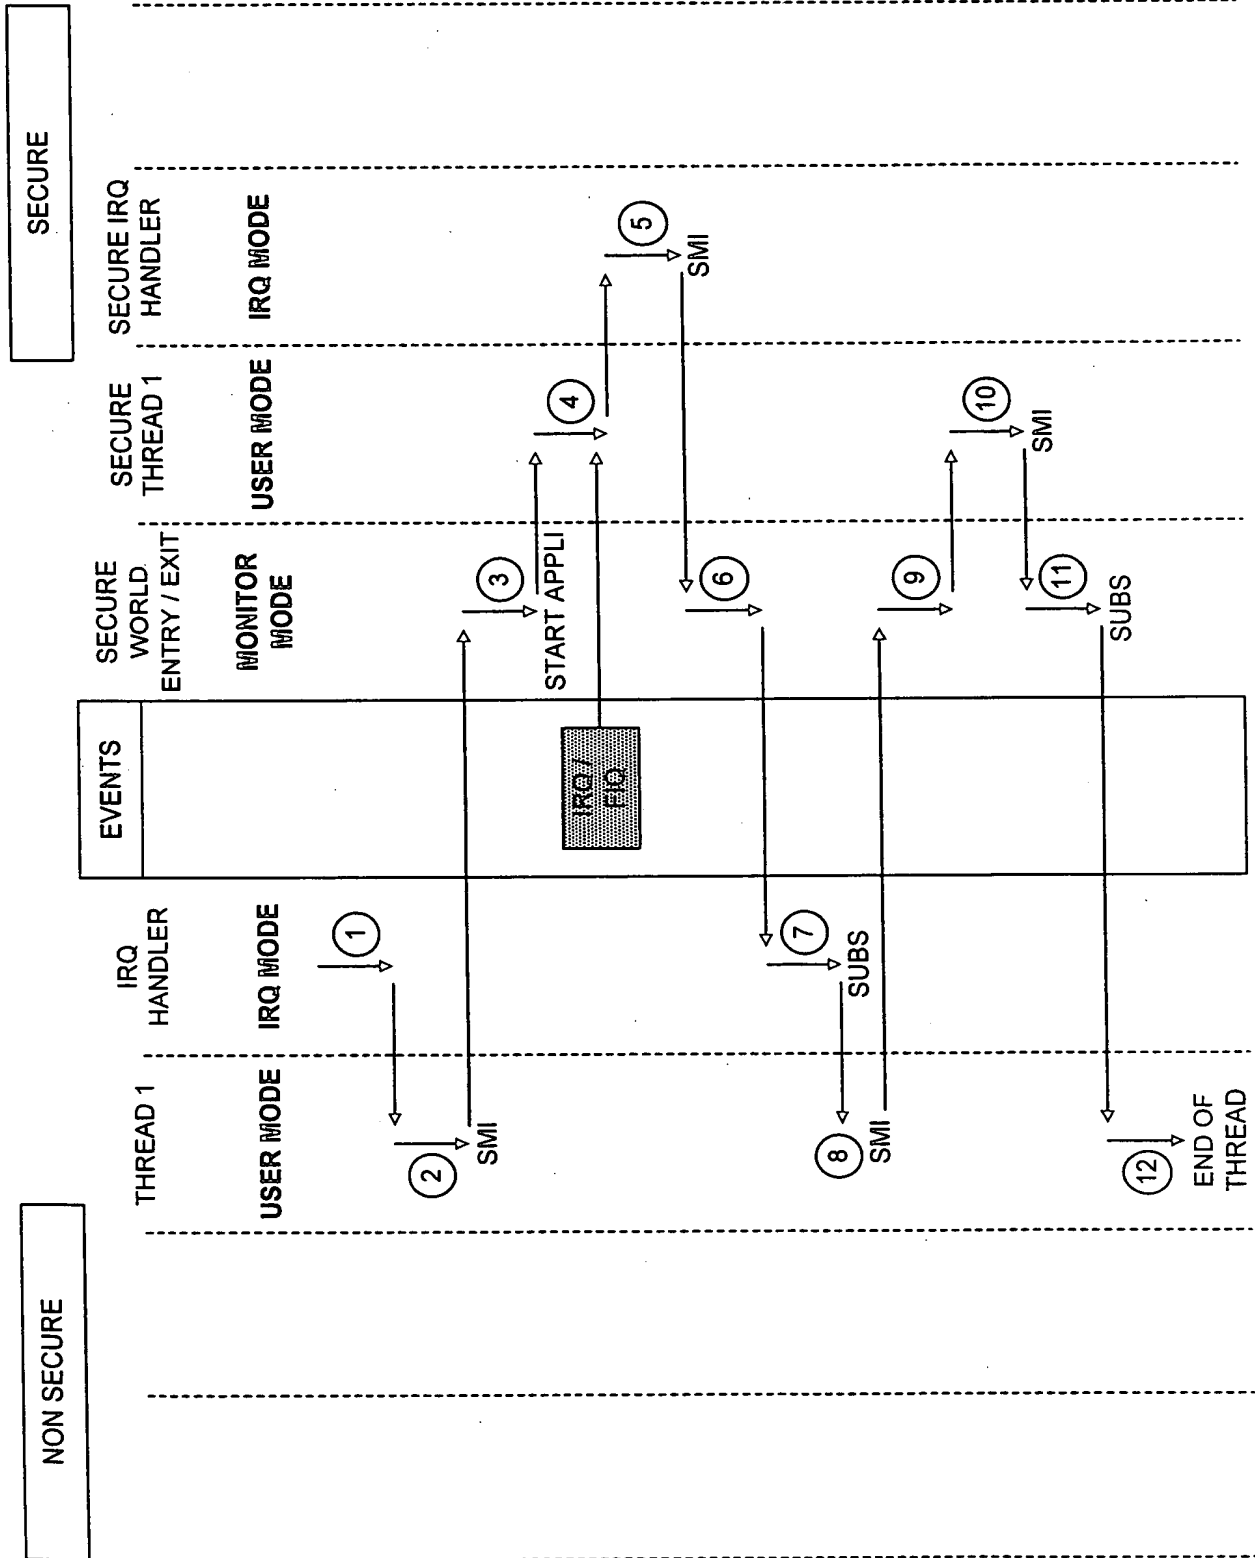 NON SECURE
SECURE
EVENTS
THREAD 1
USER MODE
IRQ
HANDLER
IRQ MODE
SECURE
WORLD
ENTRY / EXIT
MONITOR
MODE
SECURE
THREAD 1
USER MODE
SECURE IRQ
HANDLER
IRQ MODE
1
2
SMI
3
START APPLI
4
IRQ /
FIQ
5
SMI
6
7
SUBS
8
SMI
9
10
SMI
11
SUBS
12
END OF
THREAD